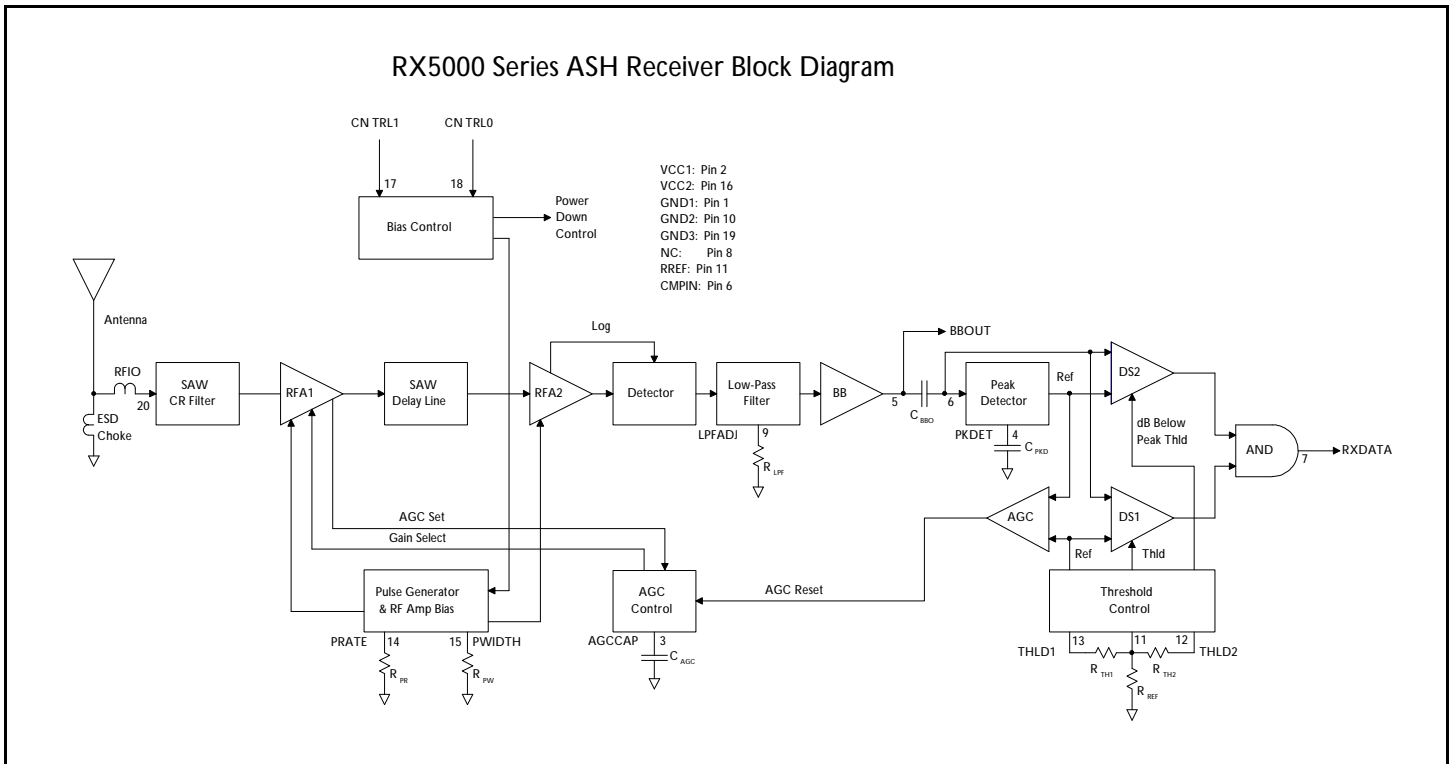 RX5000 Series ASH Receiver Block Diagram
CN TRL1
CN TRL0
17
18
Bias Control
Power
Down
Control
VCC1: Pin 2
VCC2: Pin 16
GND1: Pin 1
GND2: Pin 10
GND3: Pin 19
NC: Pin 8
RREF: Pin 11
CMPIN: Pin 6
Antenna
RFIO
20
ESD
Choke
SAW
CR Filter
RFA1
SAW
Delay Line
Log
RFA2
Detector
Low-Pass
Filter
LPFADJ
9
R LPF
BB
5
BBOUT
C BBO
6
Peak
Detector
PKDET
4
C PKD
Ref
DS2
dB Below
Peak Thld
AND
7
RXDATA
AGC
DS1
Ref
Thld
AGC Set
Gain Select
AGC Reset
Pulse Generator
& RF Amp Bias
PRATE
14
15
PWIDTH
R PR
R PW
AGC
Control
AGCCAP
3
C AGC
Threshold
Control
13
11
12
THLD1
THLD2
R TH1
R TH2
R REF